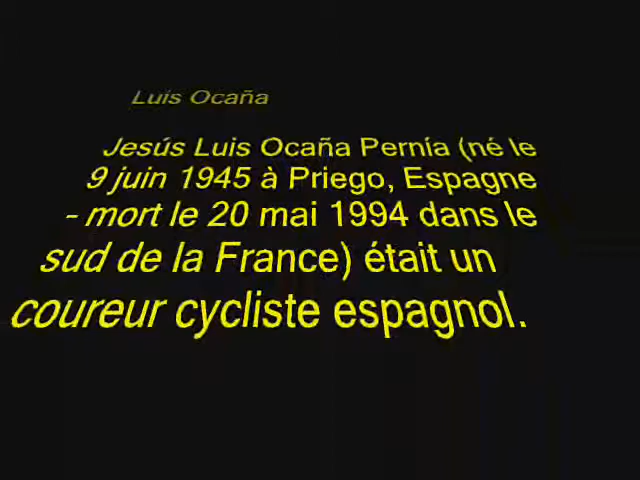 Luis Ocaña
Jesús Luis Ocaña Pernía (né le
9 juin 1945 à Priego, Espagne
- mort le 20 mai 1994 dans le
sud de la France) était un
coureur cycliste espagnol.